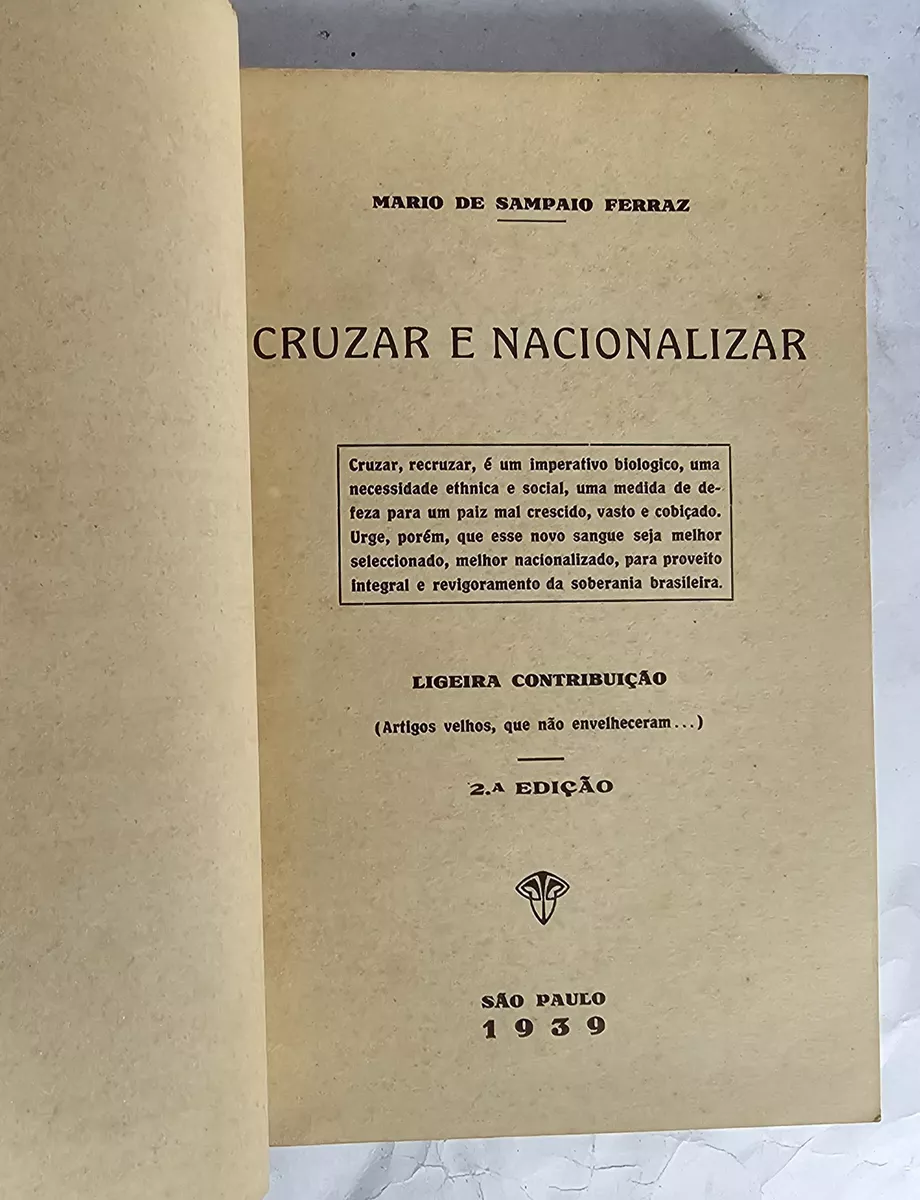 MARIO DE SAMPAIO FERRAZ
CRUZAR E NACIONALIZAR
Cruzar, recruzar, é um imperativo biologico, uma
necessidade ethnica e social, uma medida de de-
feza para um paiz mal crescido, vasto e cobiçado.
Urge, porém, que esse novo sangue seja melhor
seleccionado, melhor nacionalizado, para proveito
integral e revigoramento da soberania brasileira.
LIGEIRA CONTRIBUIÇÃO
(Artigos velhos, que não envelheceram...)
2.A EDIÇÃO
SÃO PAULO
1939